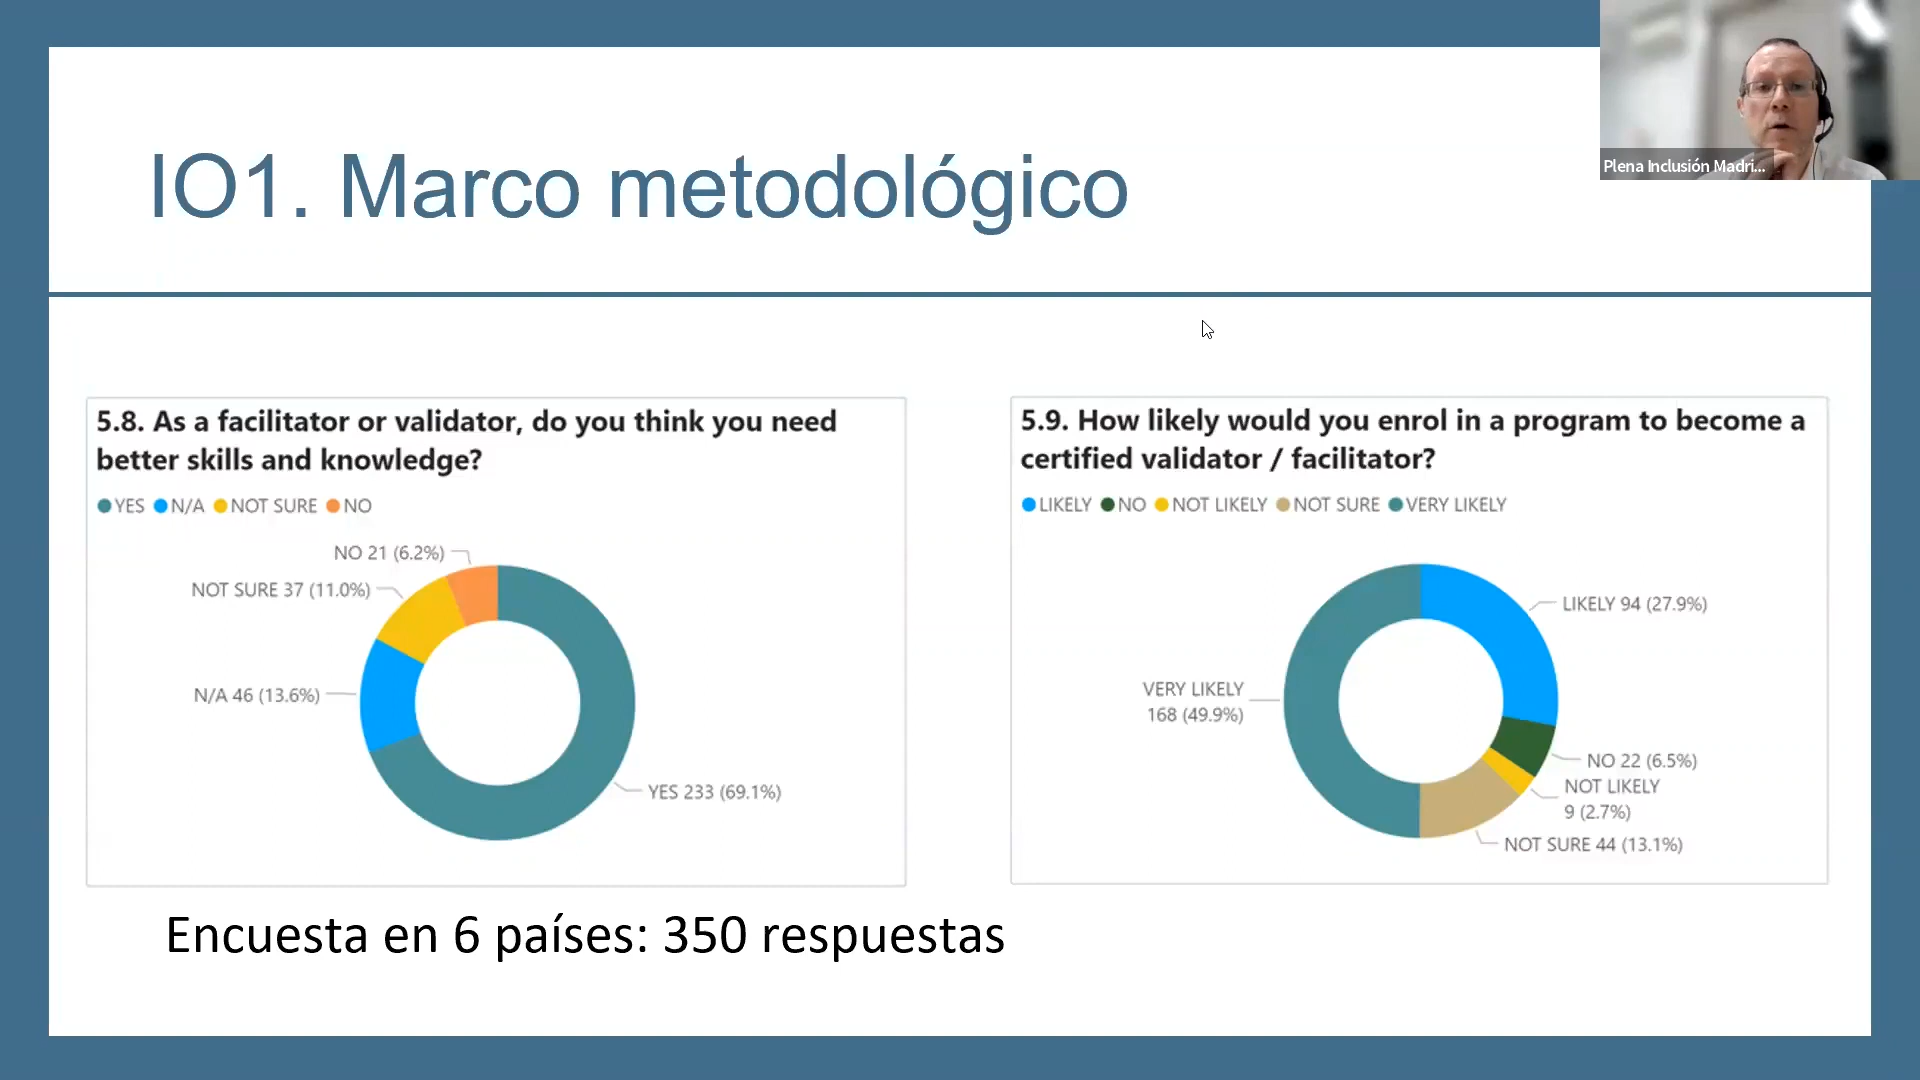 Plena Inclusión Madri...
IO1. Marco metodológico
5.8. As a facilitator or validator, do you think you need
better skills and knowledge?
YES N/A NOT SURE NO
NO 21 (6.2%)
NOT SURE 37 (11.0%)
N/A 46 (13.6%)
YES 233 (69.1%)
5.9. How likely would you enrol in a program to become a
certified validator / facilitator?
LIKELY NO NOT LIKELY NOT SURE VERY LIKELY
LIKELY 94 (27.9%)
VERY LIKELY
168 (49.9%)
NO 22 (6.5%)
NOT LIKELY
9 (2.7%)
NOT SURE 44 (13.1%)
Encuesta en 6 países: 350 respuestas